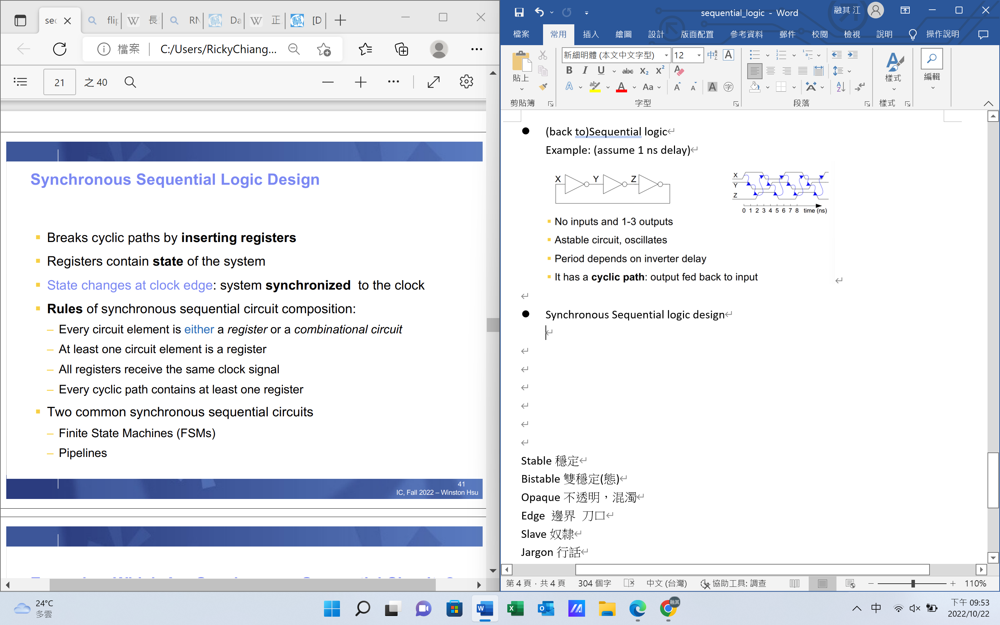 sec
flip
W
長
RN
Da
W
正
[D
檔案
C:/Users/RickyChiang...
21
之 40
Synchronous Sequential Logic Design
Breaks cyclic paths by inserting registers
Registers contain state of the system
State changes at clock edge: system synchronized to the clock
Rules of synchronous sequential circuit composition:
– Every circuit element is either a register or a combinational circuit
– At least one circuit element is a register
– All registers receive the same clock signal
– Every cyclic path contains at least one register
Two common synchronous sequential circuits
– Finite State Machines (FSMs)
– Pipelines
41
IC, Fall 2022 – Winston Hsu
sequential_logic - Word
融其 江
檔案 常用 插入 繪圖 設計 版面配置 參考資料 郵件 校閱 檢視 說明 操作說明
貼上
新細明體 (本文中文字型) 12
B I U abc X₂ X²
Aa
樣式
編輯
剪貼簿 字型 段落 樣式
● (back to)Sequential logic
Example: (assume 1 ns delay)
X Y Z
X
Y
Z
0 1 2 3 4 5 6 7 8 time (ns)
No inputs and 1-3 outputs
Astable circuit, oscillates
Period depends on inverter delay
It has a cyclic path: output fed back to input
● Synchronous Sequential logic design
Stable 穩定
Bistable 雙穩定(態)
Opaque 不透明，混濁
Edge 邊界 刀口
Slave 奴隸
Jargon 行話
第 4 頁，共 4 頁 304 個字 中文 (台灣) 協助工具: 調查 110%
24°C
多雲
中
下午 09:53
2022/10/22